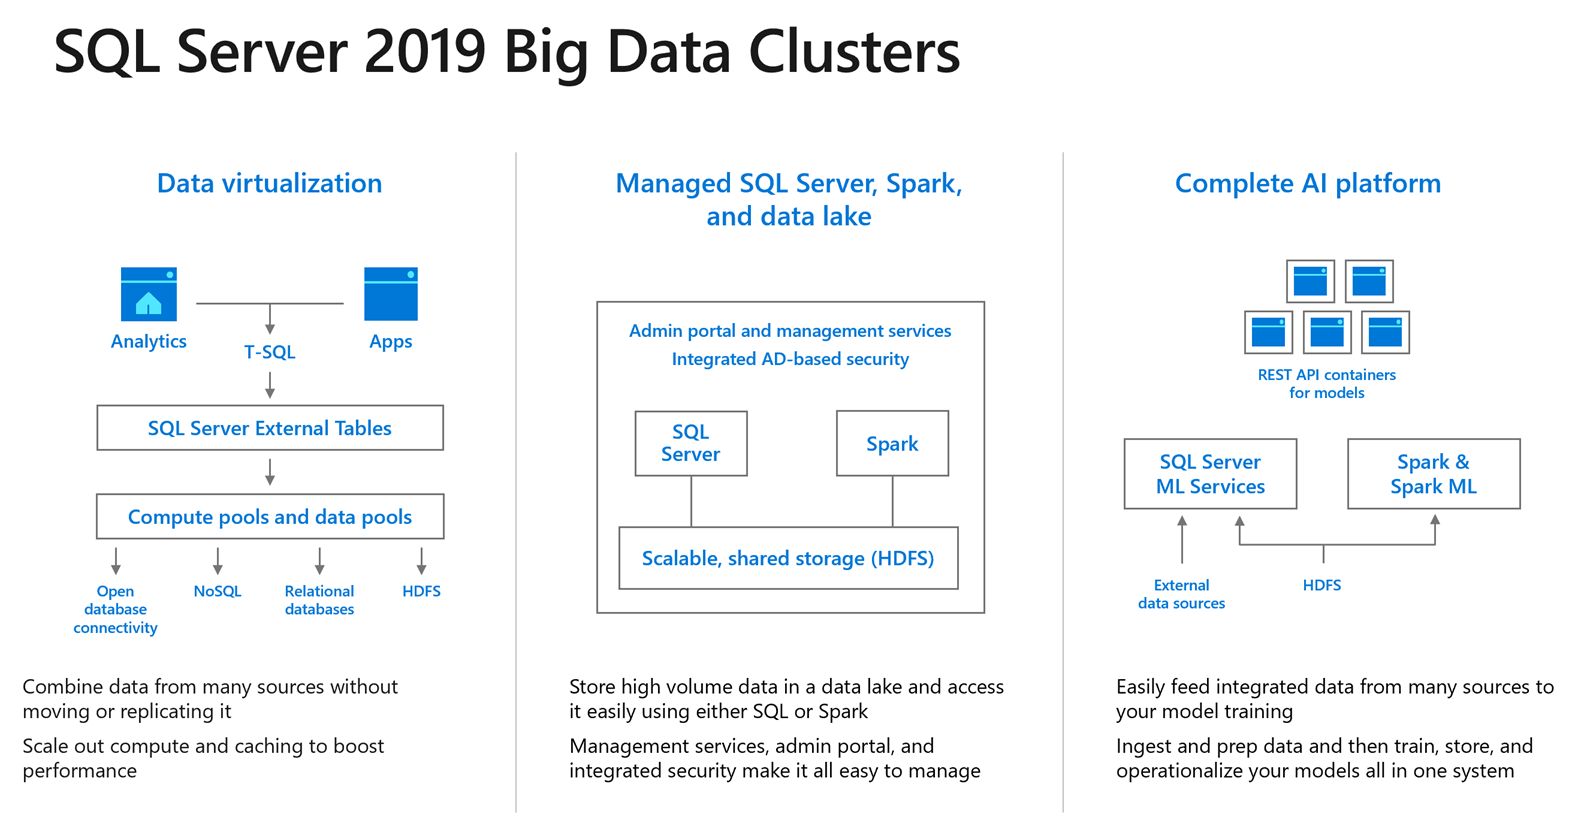 SQL Server 2019 Big Data Clusters
Data virtualization
Analytics
Apps
T-SQL
SQL Server External Tables
Compute pools and data pools
Open
database
connectivity
NoSQL
Relational
databases
HDFS
Combine data from many sources without
moving or replicating it
Scale out compute and caching to boost
performance
Managed SQL Server, Spark,
and data lake
Admin portal and management services
Integrated AD-based security
SQL
Server
Spark
Scalable, shared storage (HDFS)
Store high volume data in a data lake and access
it easily using either SQL or Spark
Management services, admin portal, and
integrated security make it all easy to manage
Complete AI platform
REST API containers
for models
SQL Server
ML Services
Spark &
Spark ML
External
data sources
HDFS
Easily feed integrated data from many sources to
your model training
Ingest and prep data and then train, store, and
operationalize your models all in one system